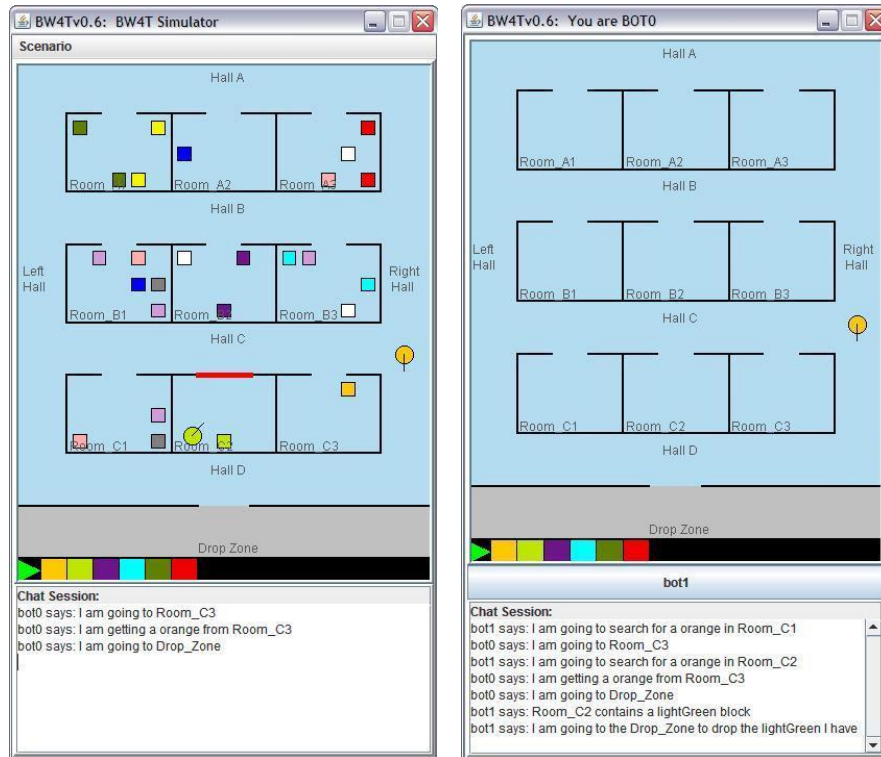 BW4Tv0.6: BW4T Simulator
Scenario
Hall A
Room_A2
Room_A3
Hall B
Left
Hall
Right
Hall
Room_B1
Room_B2
Room_B3
Hall C
Room_C1
Room_C2
Room_C3
Hall D
Drop Zone
Chat Session:
bot0 says: I am going to Room_C3
bot0 says: I am getting a orange from Room_C3
bot0 says: I am going to Drop_Zone
BW4Tv0.6: You are BOT0
Hall A
Room_A1
Room_A2
Room_A3
Hall B
Left
Hall
Right
Hall
Room_B1
Room_B2
Room_B3
Hall C
Room_C1
Room_C2
Room_C3
Hall D
Drop Zone
bot1
Chat Session:
bot1 says: I am going to search for a orange in Room_C1
bot0 says: I am going to Room_C3
bot1 says: I am going to search for a orange in Room_C2
bot0 says: I am getting a orange from Room_C3
bot0 says: I am going to Drop_Zone
bot1 says: Room_C2 contains a lightGreen block
bot1 says: I am going to the Drop_Zone to drop the lightGreen I have